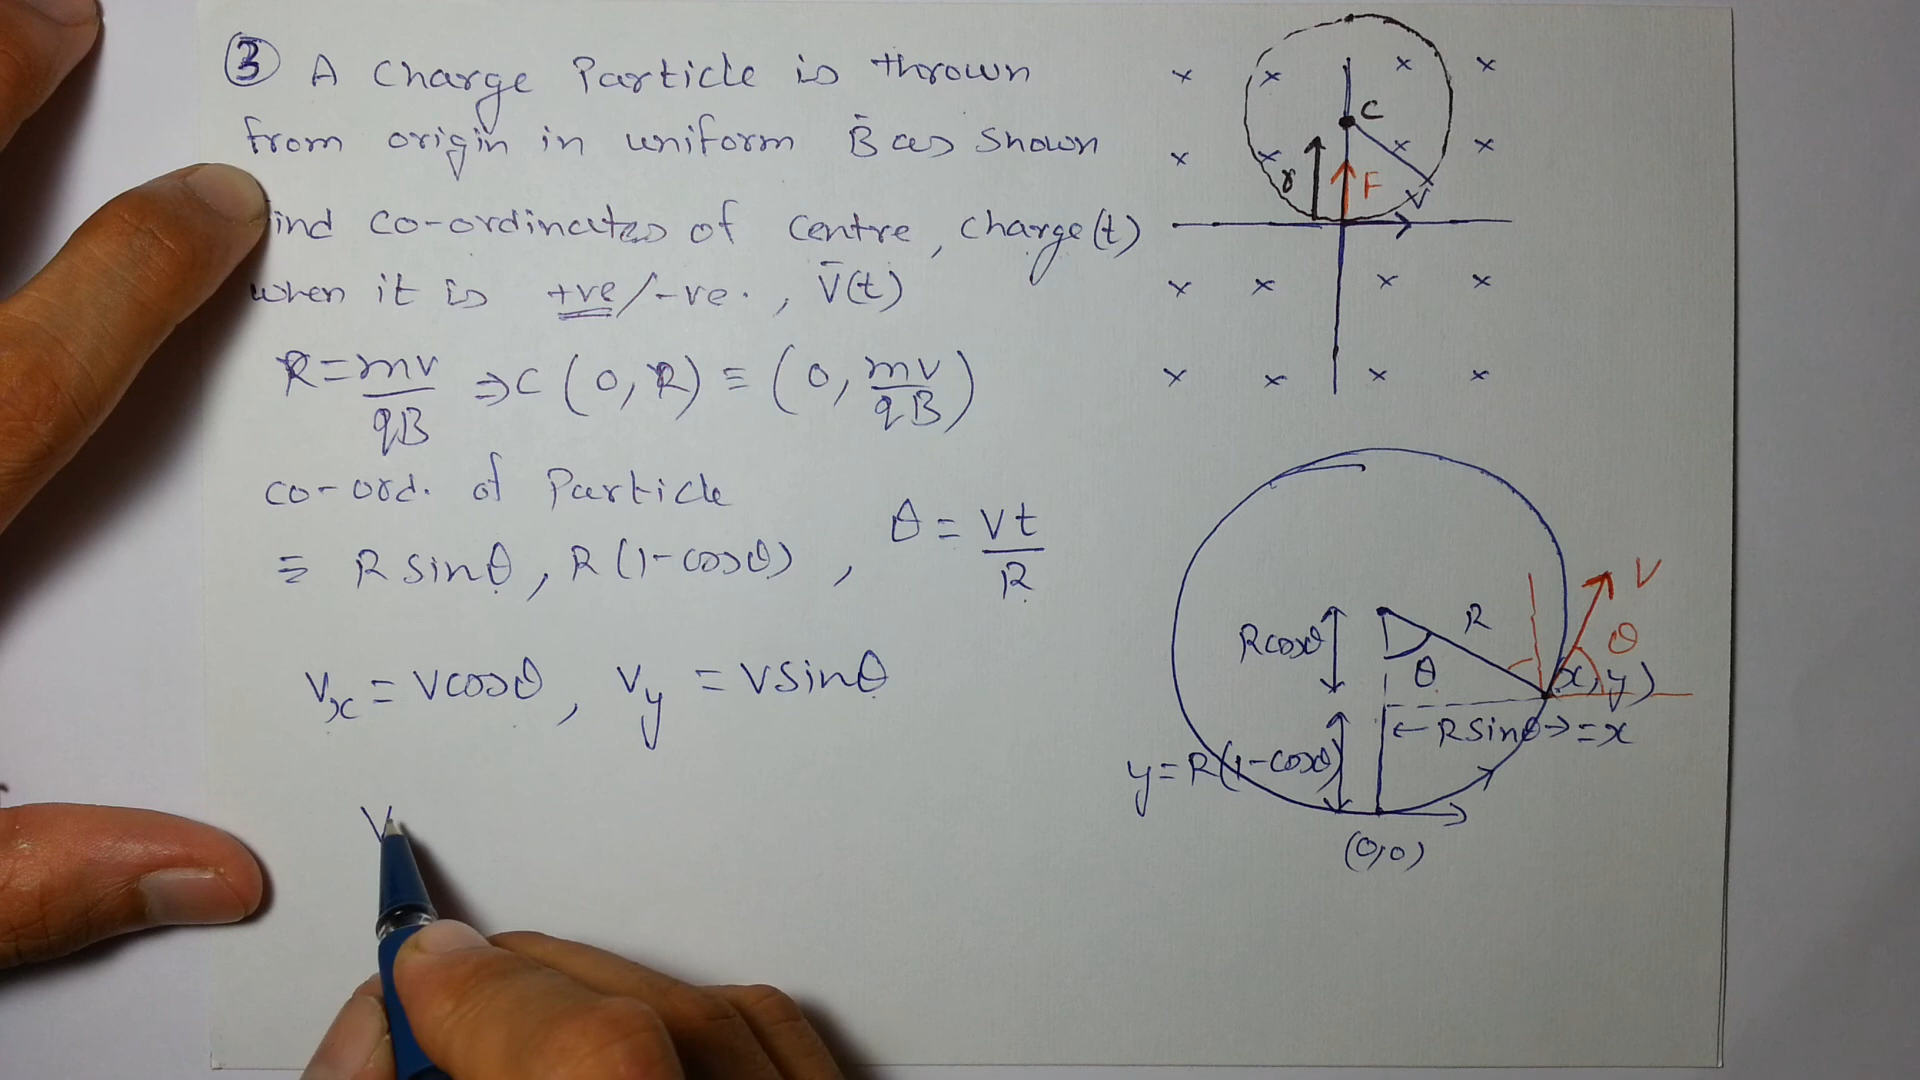 ③ A Charge Particle is thrown
from origin in uniform B̄ as shown
ind co-ordinates of centre, charge(t)
when it is +ve/-ve., V̄(t)
R = mv/qB ⇒ C (0, R) ≡ (0, mv/qB)
co-ord. of Particle
≡ R sinθ, R(1-cosθ), θ = Vt/R
Vx = Vcosθ, Vy = Vsinθ
V
× × × ×
C
× × ×
r F V
× × × ×
× × × ×
V
R θ
Rcosθ
θ (x,y)
←Rsinθ→=x
y=R(1-cosθ)
(0,0)